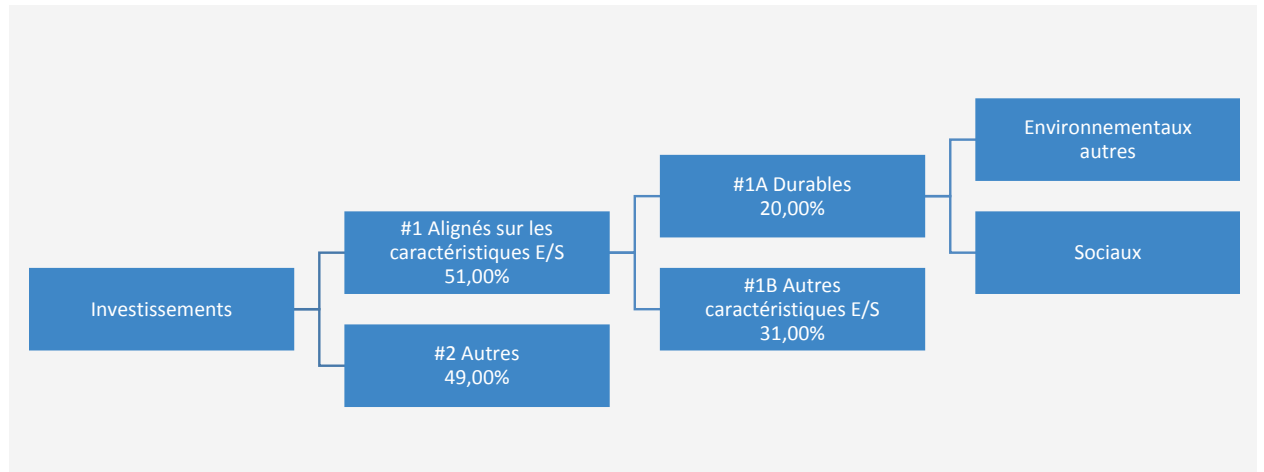 Investissements
#1 Alignés sur les
caractéristiques E/S
51,00%
#2 Autres
49,00%
#1A Durables
20,00%
#1B Autres
caractéristiques E/S
31,00%
Environnementaux
autres
Sociaux